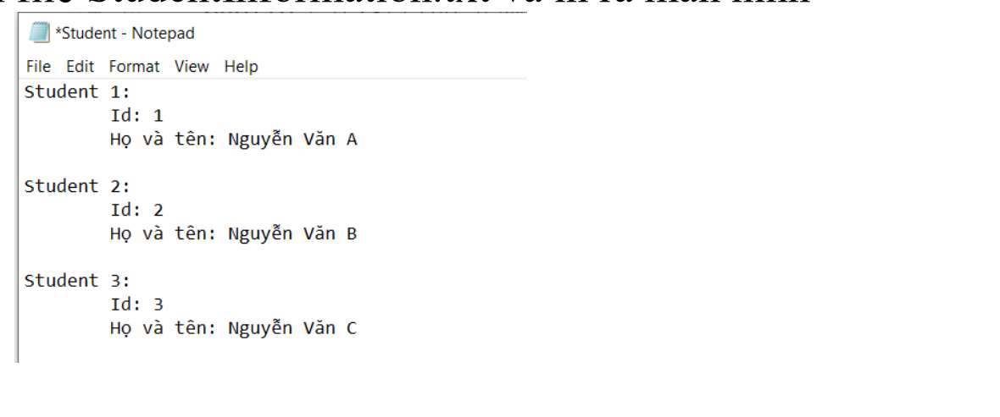 File StudentInformation.txt và in ra màn hình
*Student - Notepad
File Edit Format View Help
Student 1:
Id: 1
Họ và tên: Nguyễn Văn A
Student 2:
Id: 2
Họ và tên: Nguyễn Văn B
Student 3:
Id: 3
Họ và tên: Nguyễn Văn C